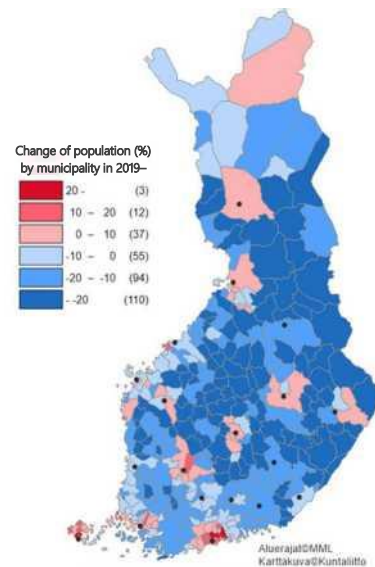 Change of population (%)
by municipality in 2019–
20 - (3)
10 – 20 (12)
0 – 10 (37)
-10 – 0 (55)
-20 – -10 (94)
- -20 (110)
Aluerajat©MML
Karttakuva©Kuntaliitto